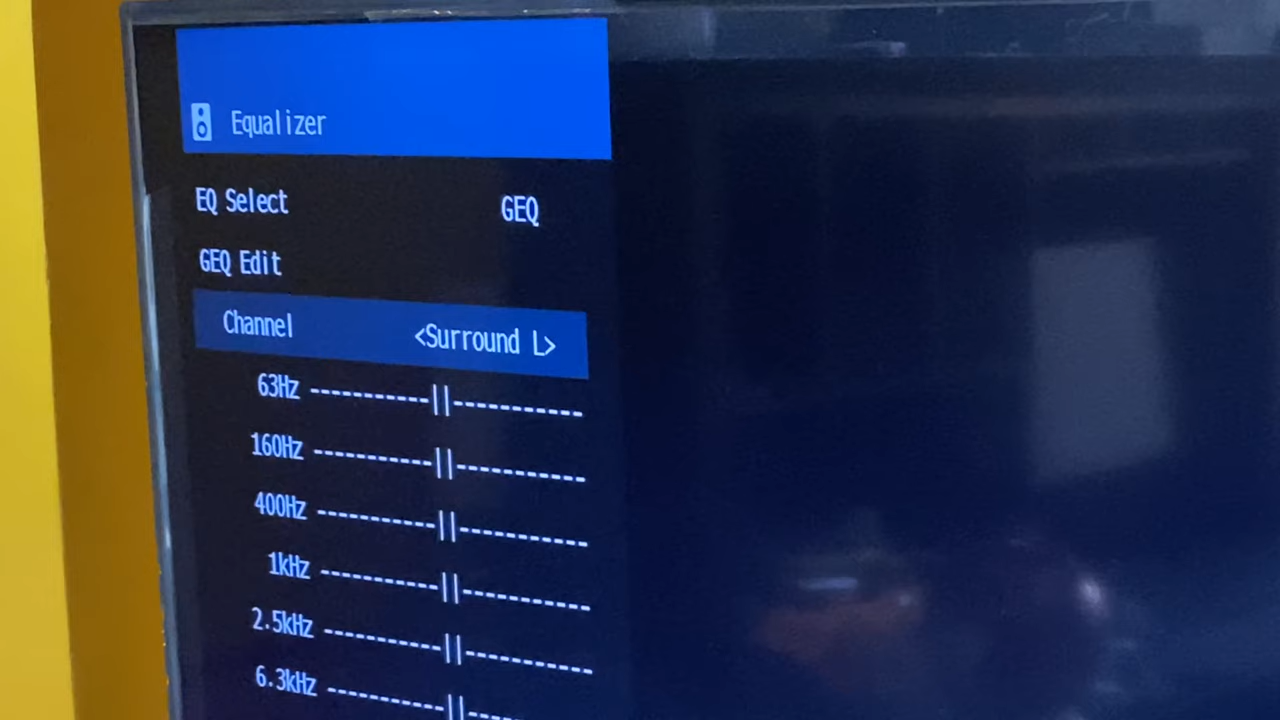 Equalizer
EQ Select GEQ
GEQ Edit
Channel <Surround L>
63Hz
160Hz
400Hz
1kHz
2.5kHz
6.3kHz